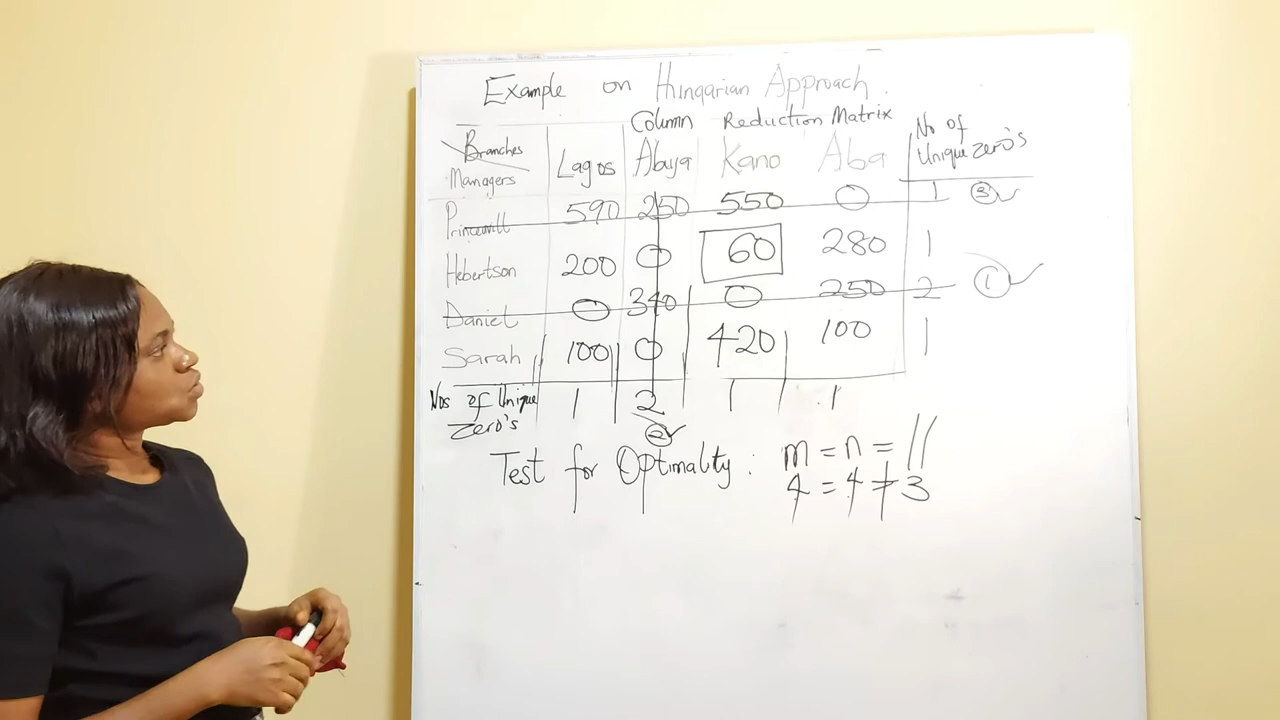 Example on Hungarian Approach.
Column Reduction Matrix
Branches
Managers Lagos Abuja Kano Aba No of Unique zero's
Princewill 590 250 550 0 1 3
Hebertson 200 0 60 280 1
Daniel 0 340 0 250 2 1
Sarah 100 0 420 100 1
Nos of Unique Zero's 1 2 1 1
2
Test for Optimality: m = n = //
4 = 4 ≠ 3